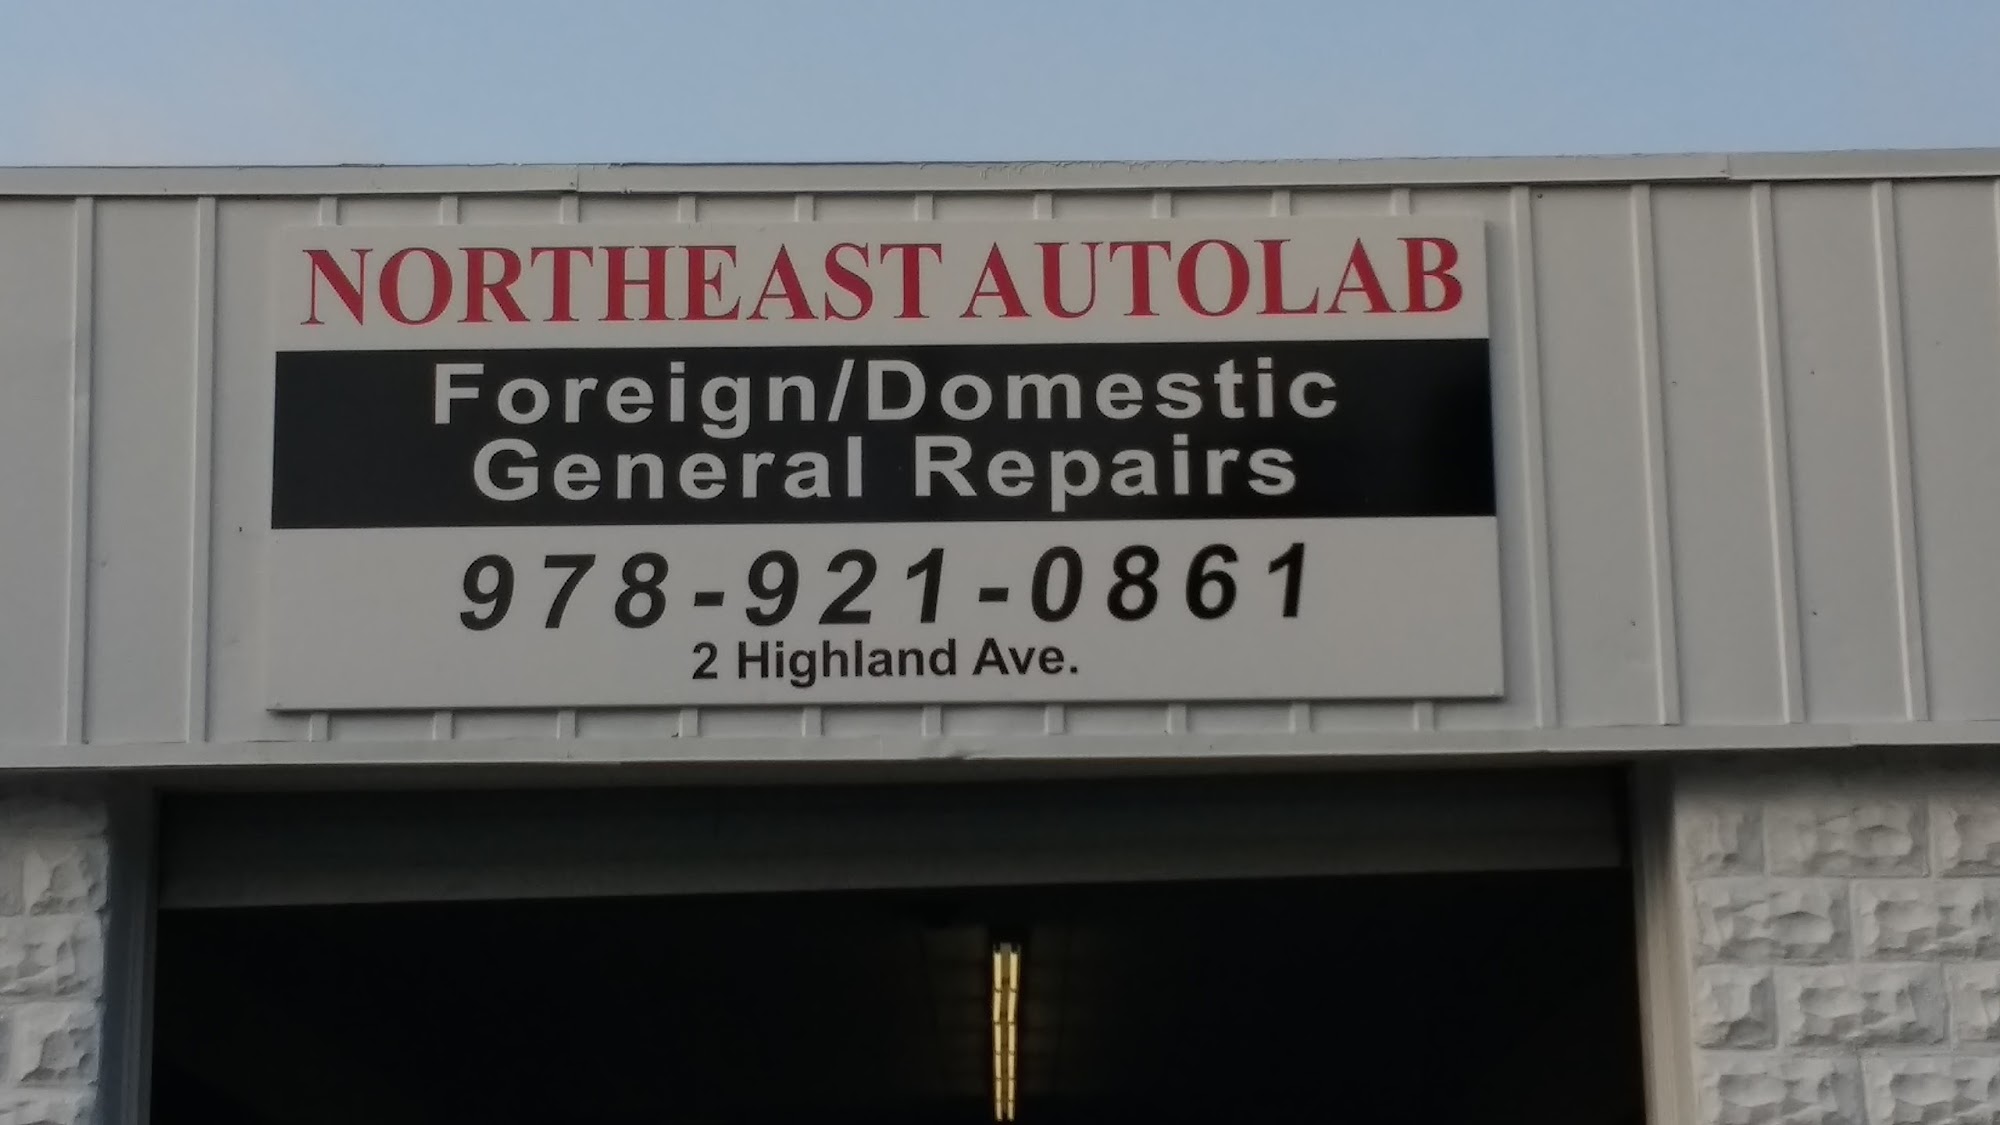 NORTHEAST AUTOLAB
Foreign/Domestic
General Repairs
978-921-0861
2 Highland Ave.